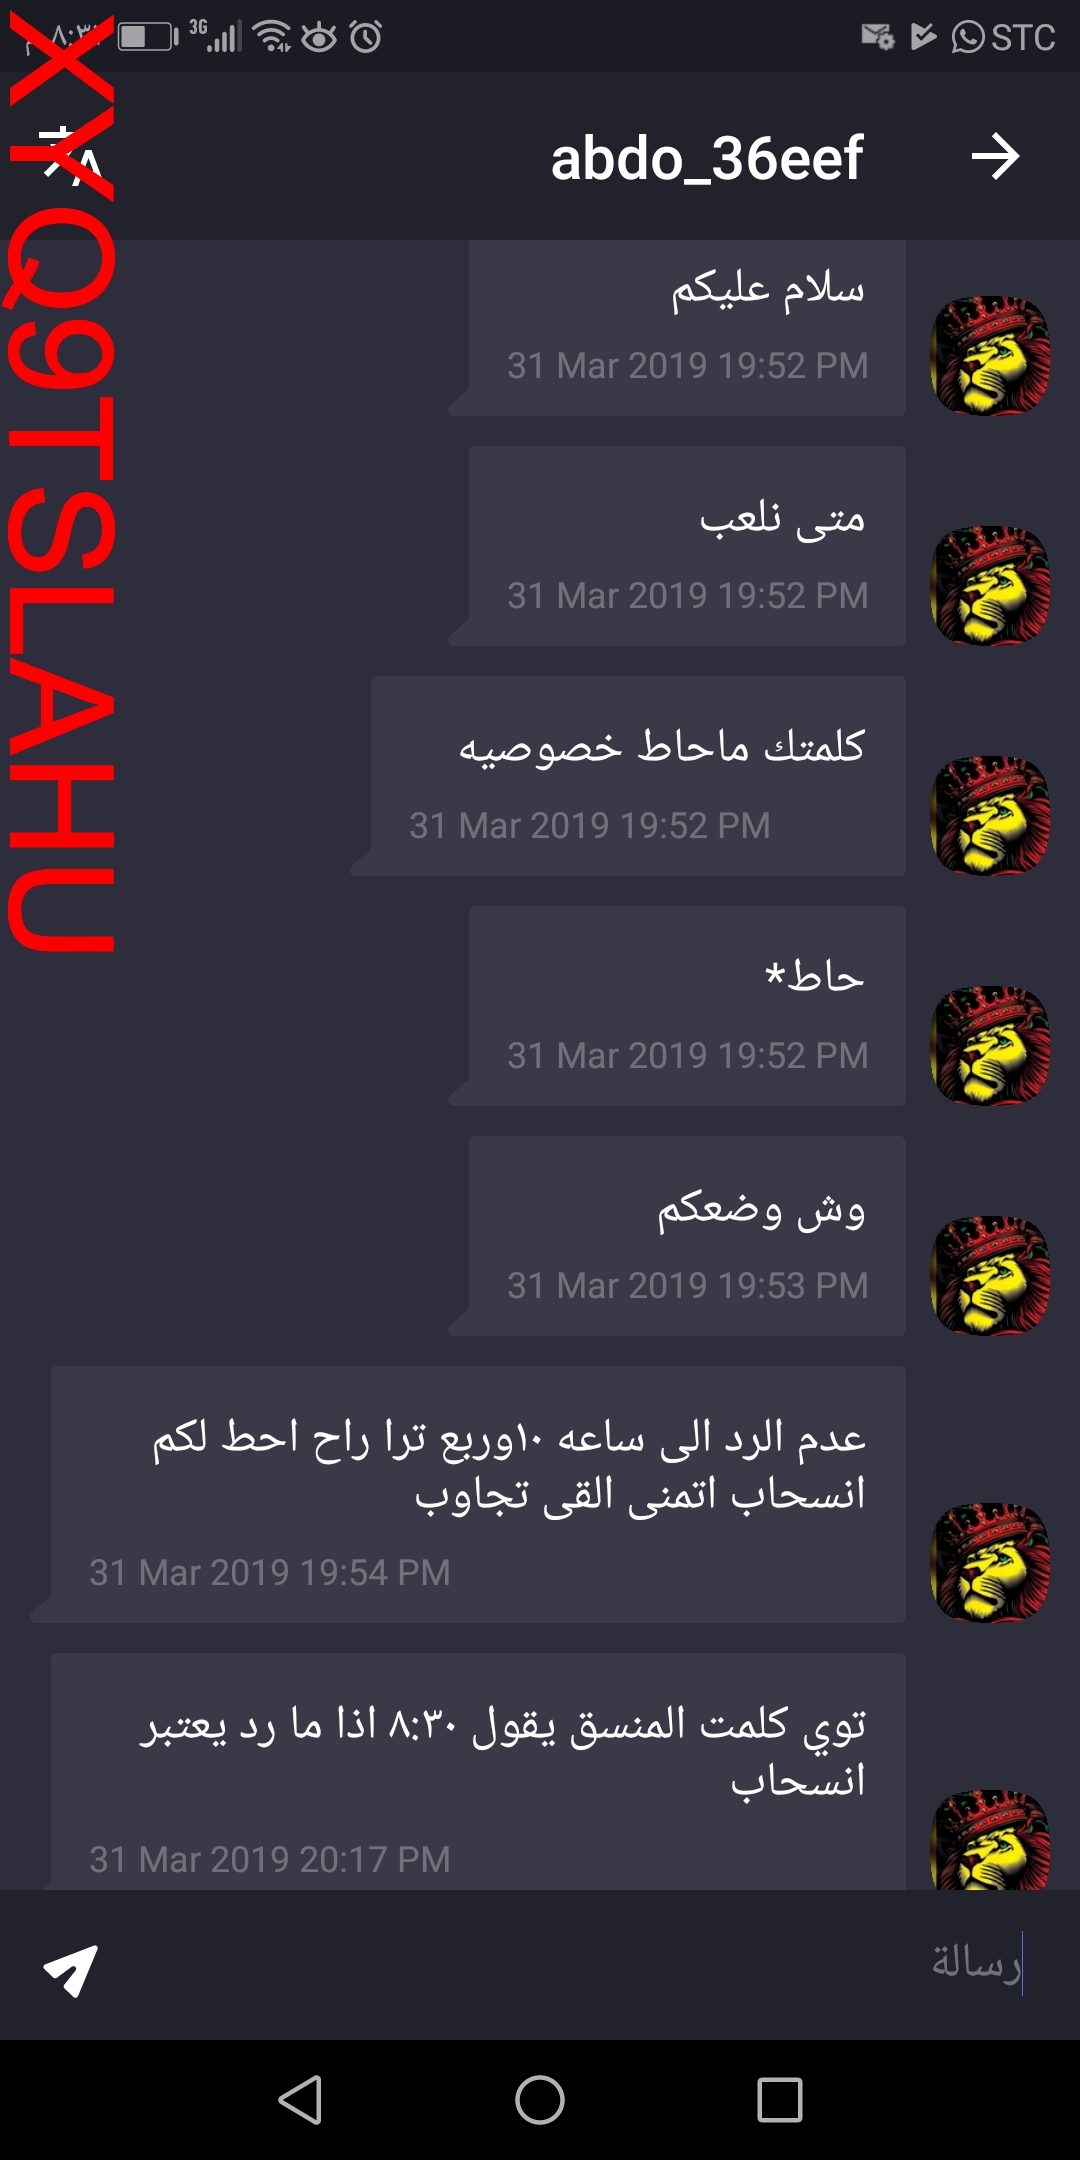 STC
3G
abdo_36eef
XYQ9TSLAHU
سلام عليكم
31 Mar 2019 19:52 PM
متى نلعب
31 Mar 2019 19:52 PM
كلمتك ماحاط خصوصيه
31 Mar 2019 19:52 PM
حاط*
31 Mar 2019 19:52 PM
وش وضعكم
31 Mar 2019 19:53 PM
عدم الرد الى ساعه ١٠وربع ترا راح احط لكم
انسحاب اتمنى القى تجاوب
31 Mar 2019 19:54 PM
توي كلمت المنسق يقول ٨:٣٠ اذا ما رد يعتبر
انسحاب
31 Mar 2019 20:17 PM
رسالة